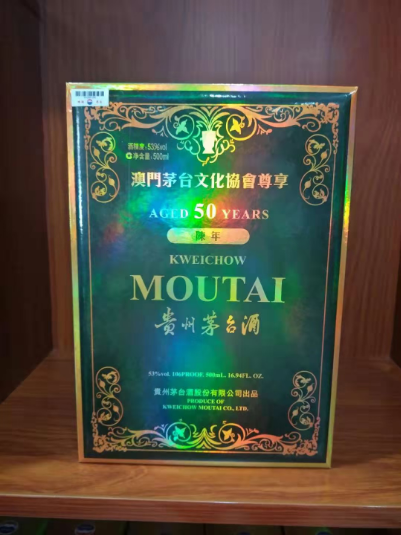 酒精度:53%vol
净含量:500ml
澳門茅台文化協會尊享
AGED 50 YEARS
陳年
KWEICHOW
MOUTAI
貴州茅台酒
53%vol. 106PROOF 500mL. 16.94FL. OZ.
貴州茅台酒股份有限公司出品
PRODUCE OF
KWEICHOW MOUTAI CO., LTD.